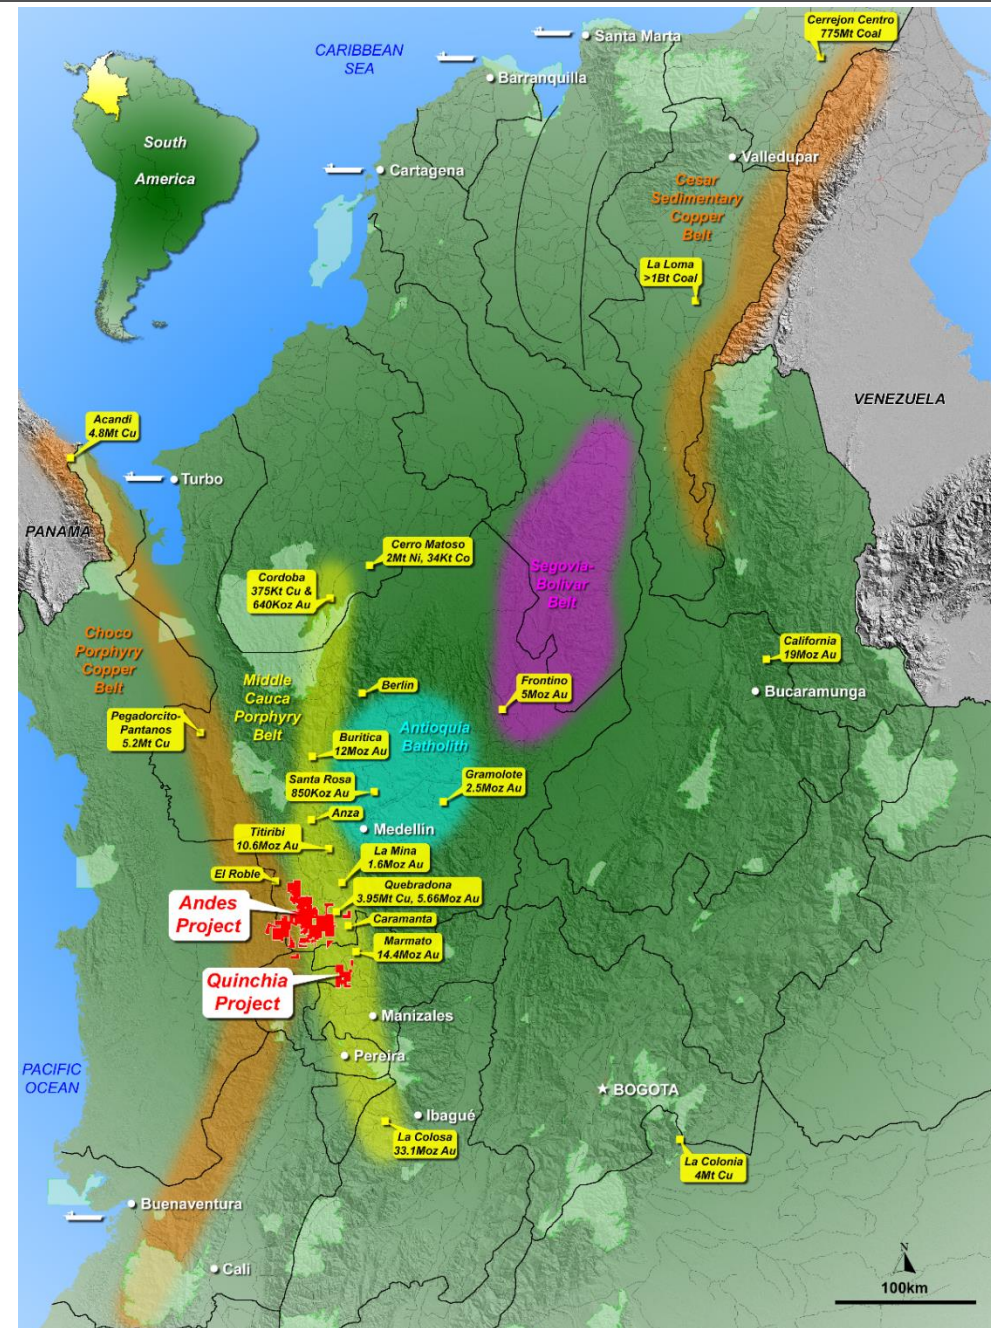 Cerrejon Centro
775Mt Coal
CARIBBEAN
SEA
Santa Marta
Barranquilla
South
America
Valledupar
Cartagena
Cesar
Sedimentary
Copper
Belt
La Loma
>1Bt Coal
VENEZUELA
Acandi
4.8Mt Cu
Turbo
PANAMA
Cerro Matoso
2Mt Ni, 34Kt Co
Cordoba
375Kt Cu &
640Koz Au
Segovia-
Bolivar
Belt
Choco
Porphyry
Copper
Belt
California
19Moz Au
Middle
Cauca
Porphyry
Belt
Berlin
Frontino
5Moz Au
Bucaramunga
Pegadorcito-
Pantanos
5.2Mt Cu
Antioquia
Batholith
Buritica
12Moz Au
Santa Rosa
850Koz Au
Gramolote
2.5Moz Au
Anza
Medellin
Titiribi
10.6Moz Au
La Mina
1.6Moz Au
El Roble
Quebradona
3.95Mt Cu, 5.66Moz Au
Andes
Project
Caramanta
Marmato
14.4Moz Au
Quinchia
Project
Manizales
Pereira
PACIFIC
OCEAN
BOGOTA
Ibagué
La Colosa
33.1Moz Au
La Colonia
4Mt Cu
Buenaventura
Cali
N
100km